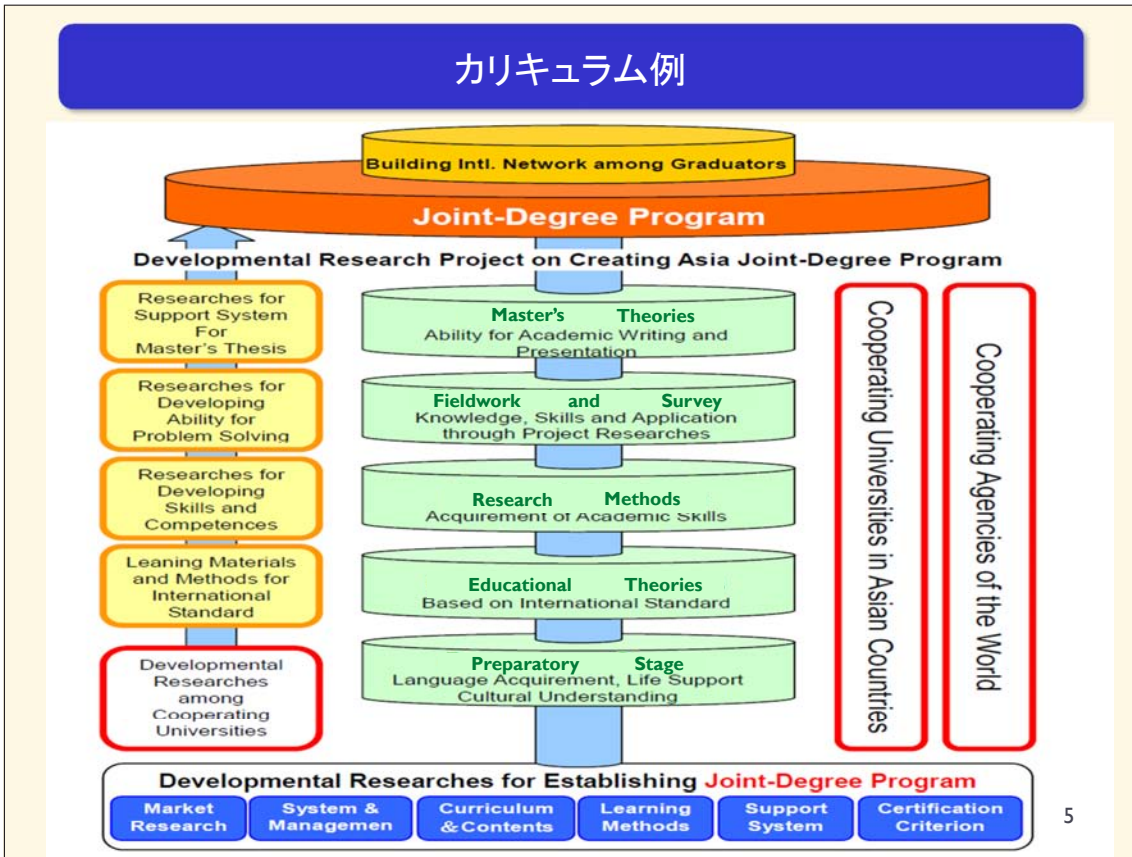 カリキュラム例
Building Intl. Network among Graduators
Joint-Degree Program
Developmental Research Project on Creating Asia Joint-Degree Program
Researches for
Support System
For
Master's Thesis
Researches for
Developing
Ability for
Problem Solving
Researches for
Developing
Skills and
Competences
Leaning Materials
and Methods for
International
Standard
Developmental
Researches
among
Cooperating
Universities
Master's Theories
Ability for Academic Writing and
Presentation
Fieldwork and Survey
Knowledge, Skills and Application
through Project Researches
Research Methods
Acquirement of Academic Skills
Educational Theories
Based on International Standard
Preparatory Stage
Language Acquirement, Life Support
Cultural Understanding
Cooperating Universities in Asian Countries
Cooperating Agencies of the World
Developmental Researches for Establishing Joint-Degree Program
Market
Research
System &
Managemen
Curriculum
&Contents
Learning
Methods
Support
System
Certification
Criterion
5